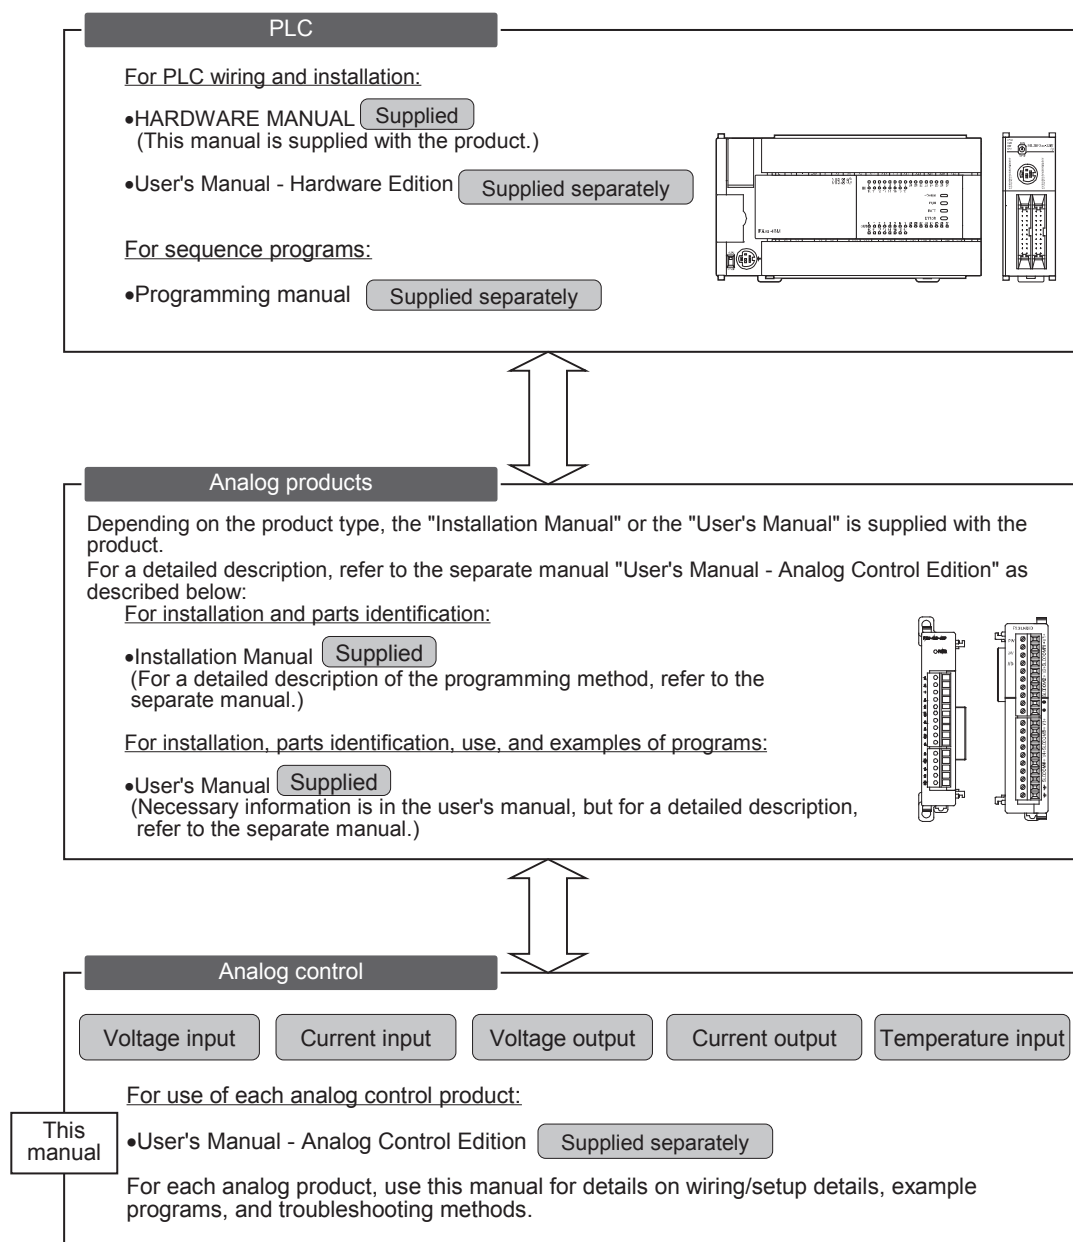 PLC
For PLC wiring and installation:
•HARDWARE MANUAL Supplied
(This manual is supplied with the product.)
•User's Manual - Hardware Edition Supplied separately
For sequence programs:
•Programming manual Supplied separately
Analog products
Depending on the product type, the "Installation Manual" or the "User's Manual" is supplied with the
product.
For a detailed description, refer to the separate manual "User's Manual - Analog Control Edition" as
described below:
For installation and parts identification:
•Installation Manual Supplied
(For a detailed description of the programming method, refer to the
separate manual.)
For installation, parts identification, use, and examples of programs:
•User's Manual Supplied
(Necessary information is in the user's manual, but for a detailed description,
refer to the separate manual.)
Analog control
Voltage input Current input Voltage output Current output Temperature input
For use of each analog control product:
This
manual
•User's Manual - Analog Control Edition Supplied separately
For each analog product, use this manual for details on wiring/setup details, example
programs, and troubleshooting methods.